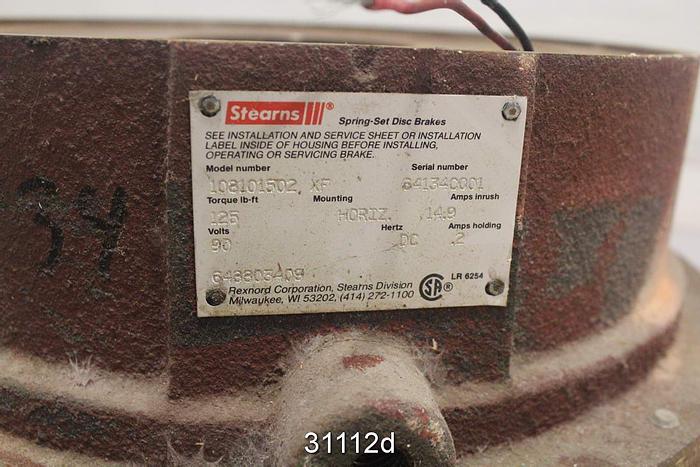 34
Stearns®
Spring-Set Disc Brakes
SEE INSTALLATION AND SERVICE SHEET OR INSTALLATION
LABEL INSIDE OF HOUSING BEFORE INSTALLING,
OPERATING OR SERVICING BRAKE.
Model number Serial number
108101502 XF 64134C001
Torque lb-ft Mounting Amps inrush
125 HORIZ. 14.9
Volts Hertz Amps holding
90 DC .2
648803409
Rexnord Corporation, Stearns Division
Milwaukee, WI 53202, (414) 272-1100
SA ® LR 6254
31112d